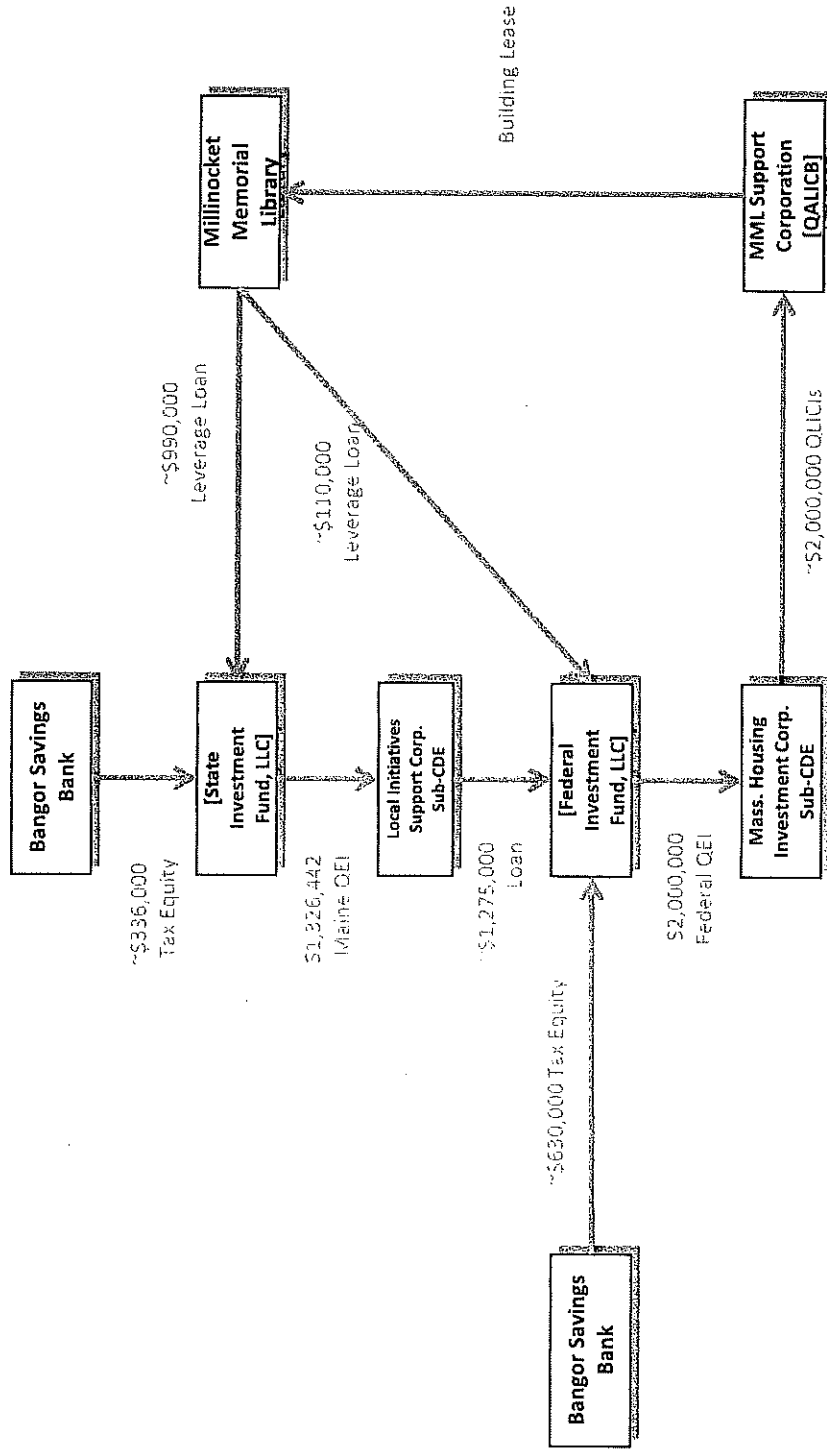 Bangor Savings
Bank
~$336,000
Tax Equity
~$990,000
Leverage Loan
[State
Investment
Fund, LLC]
Millinocket
Memorial
Library
$1,326,442
Maine QEI
~$110,000
Leverage Loan
Local Initiatives
Support Corp.
Sub-CDE
~$1,275,000
Loan
Building Lease
Bangor Savings
Bank
~$630,000 Tax Equity
[Federal
Investment
Fund, LLC]
$2,000,000
Federal QEI
Mass. Housing
Investment Corp.
Sub-CDE
~$2,000,000 QLICIs
MML Support
Corporation
[QALICB]